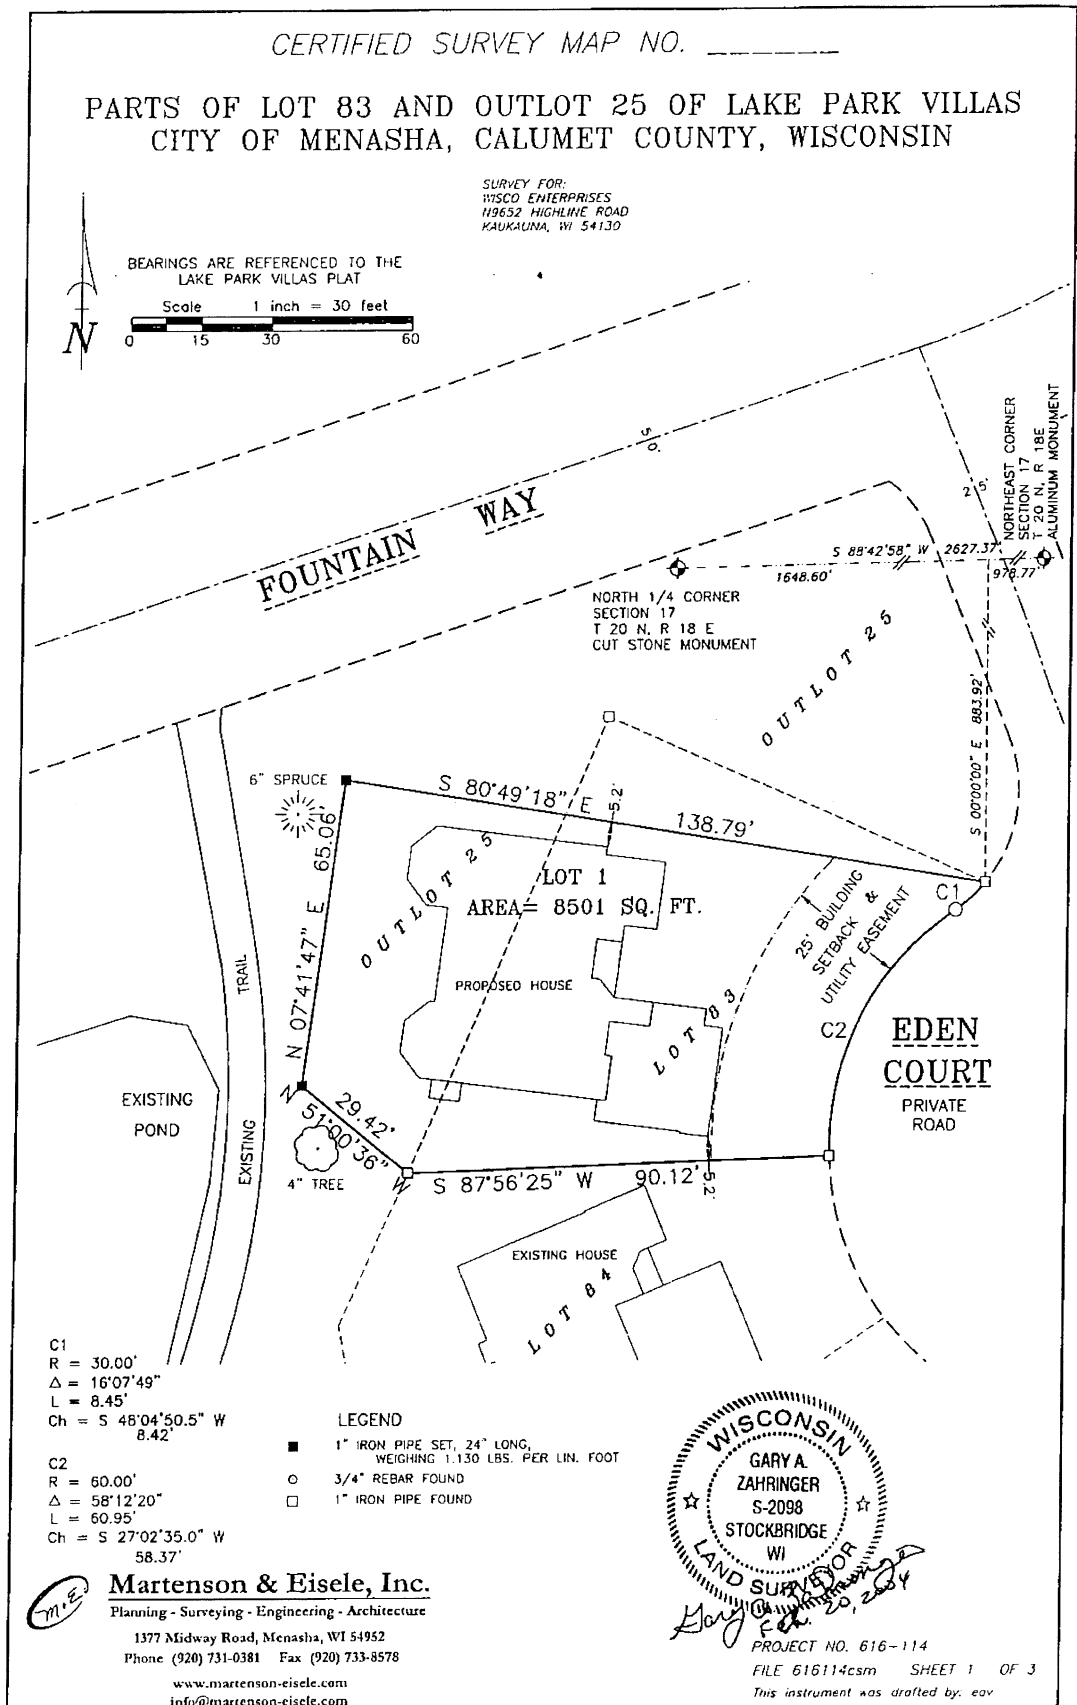 CERTIFIED SURVEY MAP NO. ______
PARTS OF LOT 83 AND OUTLOT 25 OF LAKE PARK VILLAS
CITY OF MENASHA, CALUMET COUNTY, WISCONSIN
SURVEY FOR:
WISCO ENTERPRISES
N9652 HIGHLINE ROAD
KAUKAUNA, WI 54130
BEARINGS ARE REFERENCED TO THE
LAKE PARK VILLAS PLAT
Scale 1 inch = 30 feet
0 15 30 60
N
50'
25'
FOUNTAIN WAY
NORTHEAST CORNER
SECTION 17
T 20 N, R 18E
ALUMINUM MONUMENT
S 88°42'58" W 2627.37'
1648.60'
978.77'
NORTH 1/4 CORNER
SECTION 17
T 20 N, R 18 E
CUT STONE MONUMENT
OUTLOT 25
S 00°00'00" E 883.92'
6" SPRUCE
S 80°49'18" E
138.79'
5.2'
N 07°41'47" E 65.06'
OUTLOT 25
LOT 1
AREA= 8501 SQ. FT.
C1
25' BUILDING
SETBACK &
UTILITY EASEMENT
PROPOSED HOUSE
LOT 83
C2
EDEN
COURT
PRIVATE
ROAD
EXISTING TRAIL
EXISTING
POND
29.42'
N 51°00'36" W
4" TREE
S 87°56'25" W 90.12'
5.2'
EXISTING HOUSE
LOT 84
C1
R = 30.00'
Δ = 16°07'49"
L = 8.45'
Ch = S 48°04'50.5" W
8.42'
C2
R = 60.00'
Δ = 58°12'20"
L = 60.95'
Ch = S 27°02'35.0" W
58.37'
LEGEND
1" IRON PIPE SET, 24" LONG,
WEIGHING 1.130 LBS. PER LIN. FOOT
3/4" REBAR FOUND
1" IRON PIPE FOUND
WISCONSIN
GARY A.
ZAHRINGER
S-2098
STOCKBRIDGE
WI
LAND SURVEYOR
Gary A. Zahringer
Feb. 20, 2004
M.E.
Martenson & Eisele, Inc.
Planning - Surveying - Engineering - Architecture
1377 Midway Road, Menasha, WI 54952
Phone (920) 731-0381 Fax (920) 733-8578
www.martenson-eisele.com
info@martenson-eisele.com
PROJECT NO. 616-114
FILE 616114csm SHEET 1 OF 3
This instrument was drafted by: eav